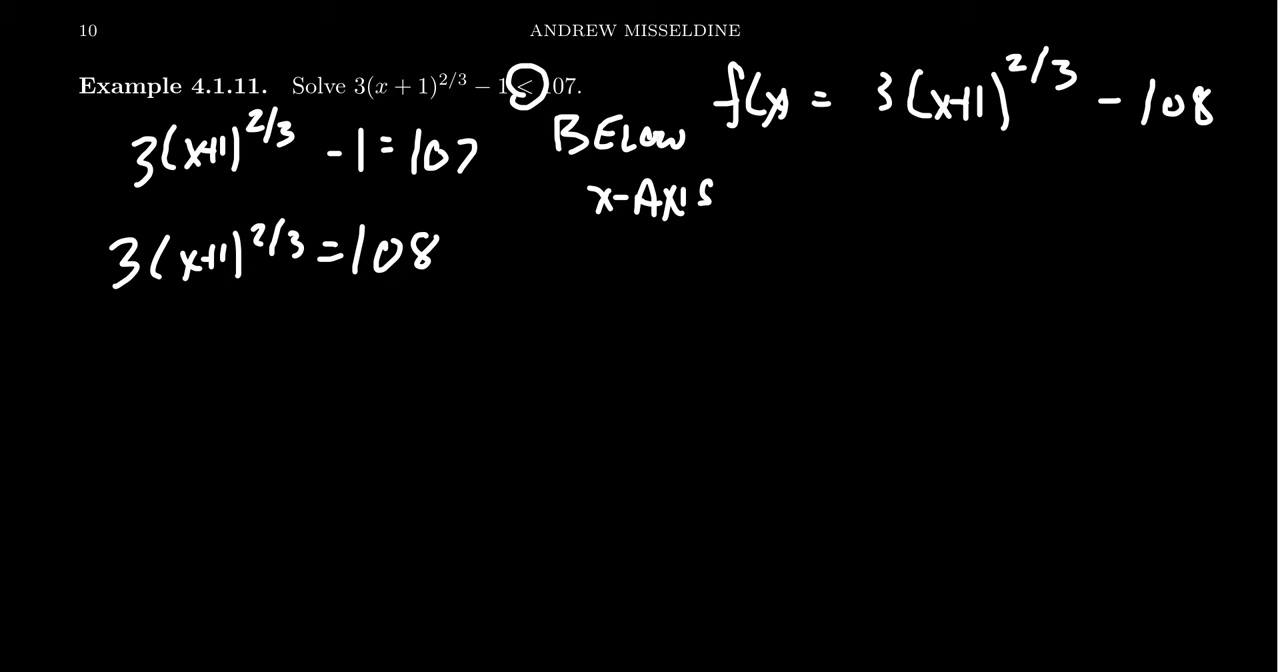 10 ANDREW MISSELDINE
Example 4.1.11. Solve 3(x + 1)^{2/3} − 1 < 107.
f(x) = 3(x+1)^{2/3} - 108
3(x+1)^{2/3} - 1 = 107
BELOW
x-AXIS
3(x+1)^{2/3} = 108